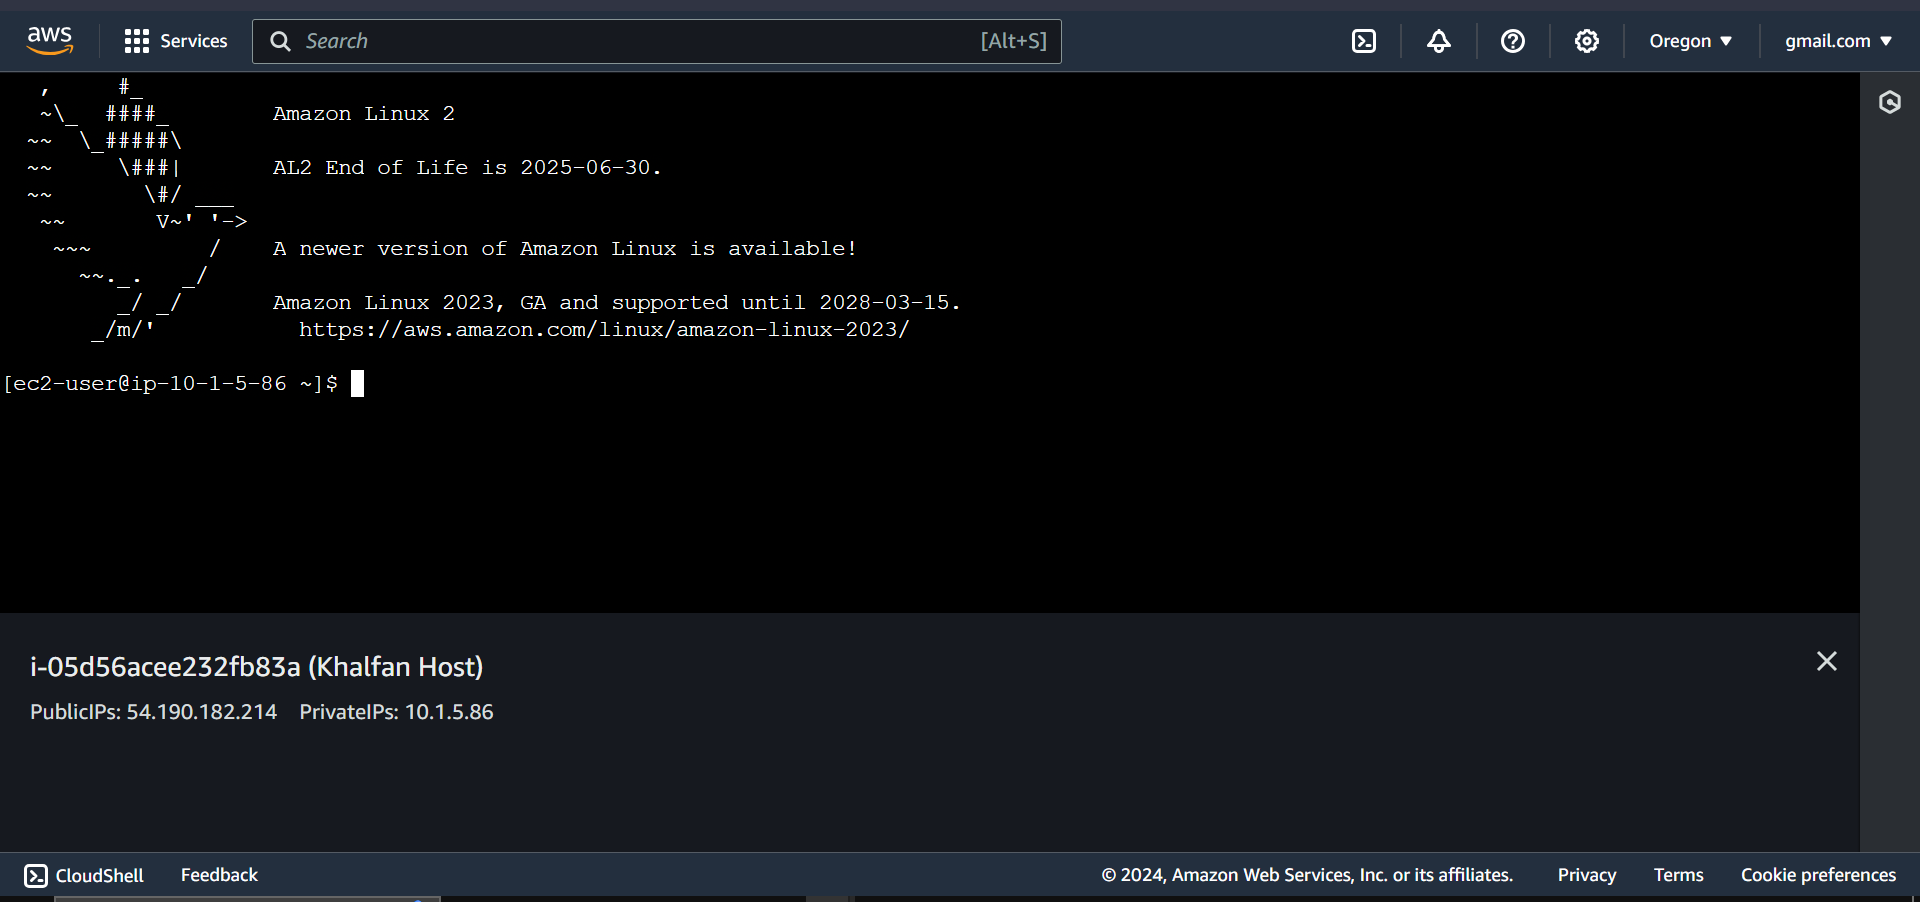 aws Services Search [Alt+S] Oregon gmail.com
   ,     #_
   ~\_  ####_        Amazon Linux 2
  ~~  \_#####\
  ~~     \###|       AL2 End of Life is 2025-06-30.
  ~~       \#/ ___
   ~~       V~' '->
    ~~~         /    A newer version of Amazon Linux is available!
      ~~._.   _/
         _/ _/       Amazon Linux 2023, GA and supported until 2028-03-15.
       _/m/'           https://aws.amazon.com/linux/amazon-linux-2023/
[ec2-user@ip-10-1-5-86 ~]$
i-05d56acee232fb83a (Khalfan Host)
PublicIPs: 54.190.182.214 PrivateIPs: 10.1.5.86
CloudShell Feedback © 2024, Amazon Web Services, Inc. or its affiliates. Privacy Terms Cookie preferences